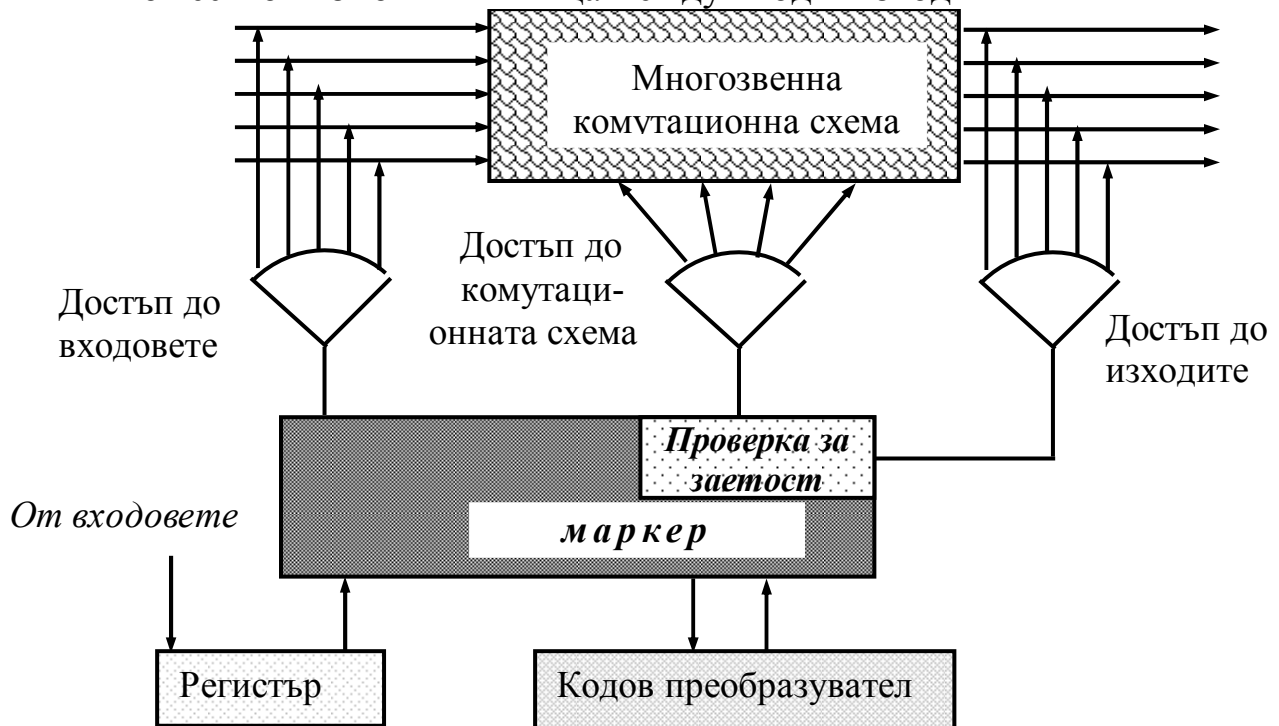 Многозвенна
комутационна схема
Достъп до
комутаци-
онната схема
Достъп до
входовете
Достъп до
изходите
Проверка за
заетост
От входовете
маркер
Регистър
Кодов преобразувател